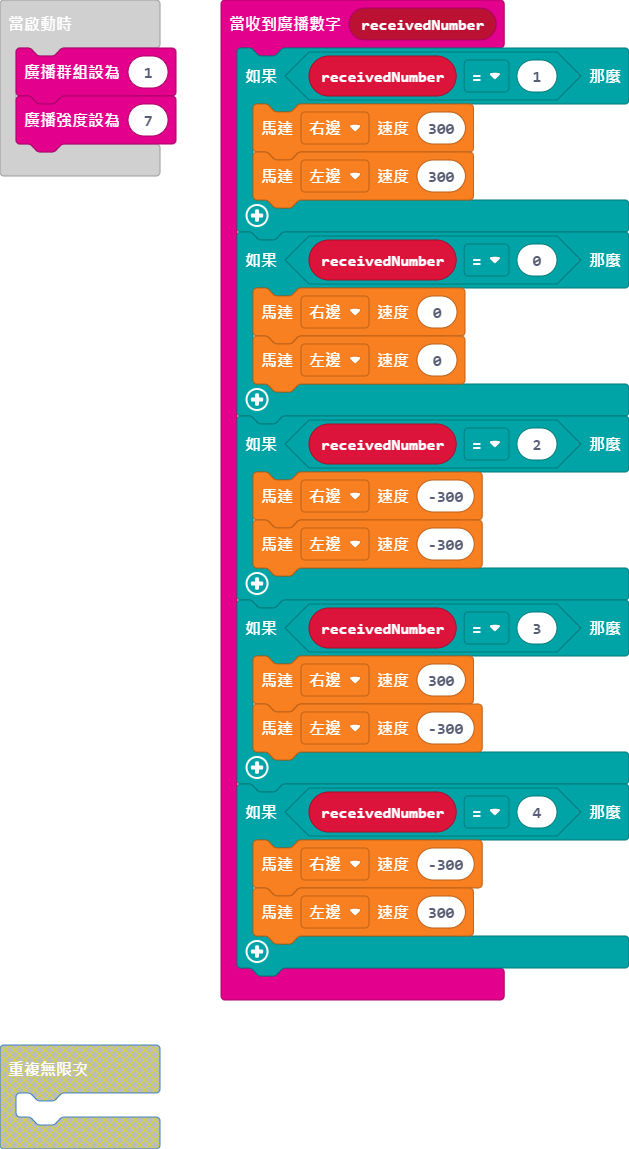 當啟動時
廣播群組設為 1
廣播強度設為 7
當收到廣播數字 receivedNumber
如果 receivedNumber = 1 那麼
馬達 右邊 速度 300
馬達 左邊 速度 300
如果 receivedNumber = 0 那麼
馬達 右邊 速度 0
馬達 左邊 速度 0
如果 receivedNumber = 2 那麼
馬達 右邊 速度 -300
馬達 左邊 速度 -300
如果 receivedNumber = 3 那麼
馬達 右邊 速度 300
馬達 左邊 速度 -300
如果 receivedNumber = 4 那麼
馬達 右邊 速度 -300
馬達 左邊 速度 300
重複無限次